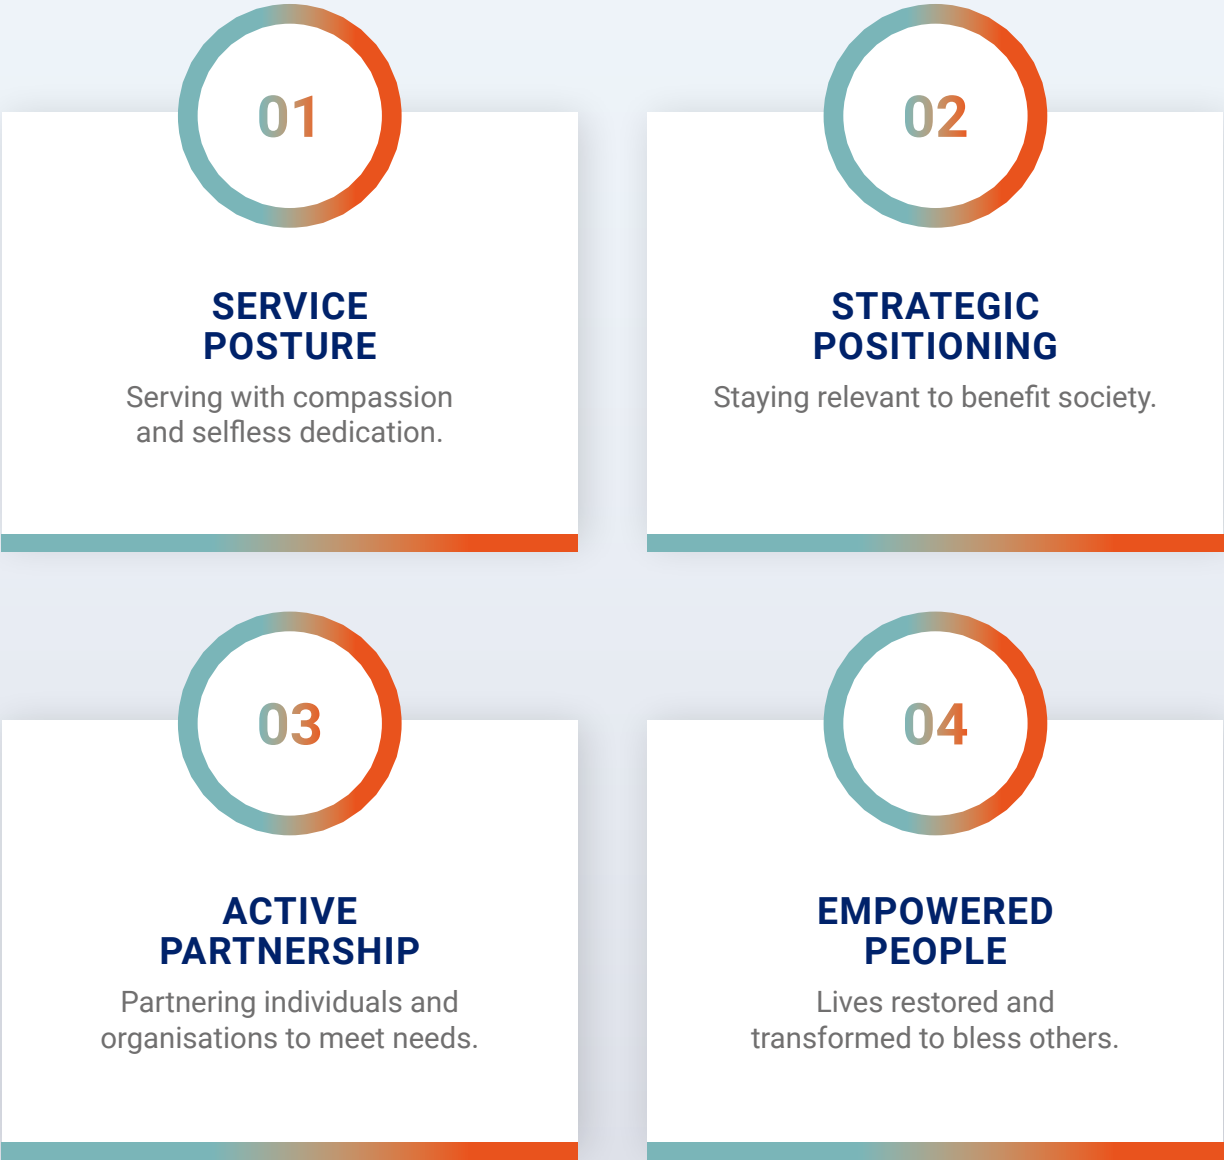 01
SERVICE
POSTURE
Serving with compassion
and selfless dedication.
02
STRATEGIC
POSITIONING
Staying relevant to benefit society.
03
ACTIVE
PARTNERSHIP
Partnering individuals and
organisations to meet needs.
04
EMPOWERED
PEOPLE
Lives restored and
transformed to bless others.